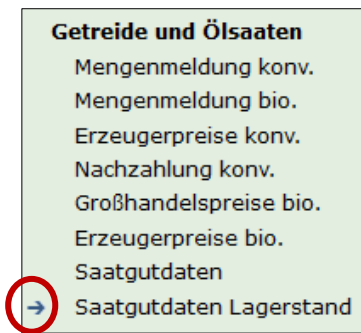 Getreide und Ölsaaten
Mengenmeldung konv.
Mengenmeldung bio.
Erzeugerpreise konv.
Nachzahlung konv.
Großhandelspreise bio.
Erzeugerpreise bio.
Saatgutdaten
Saatgutdaten Lagerstand